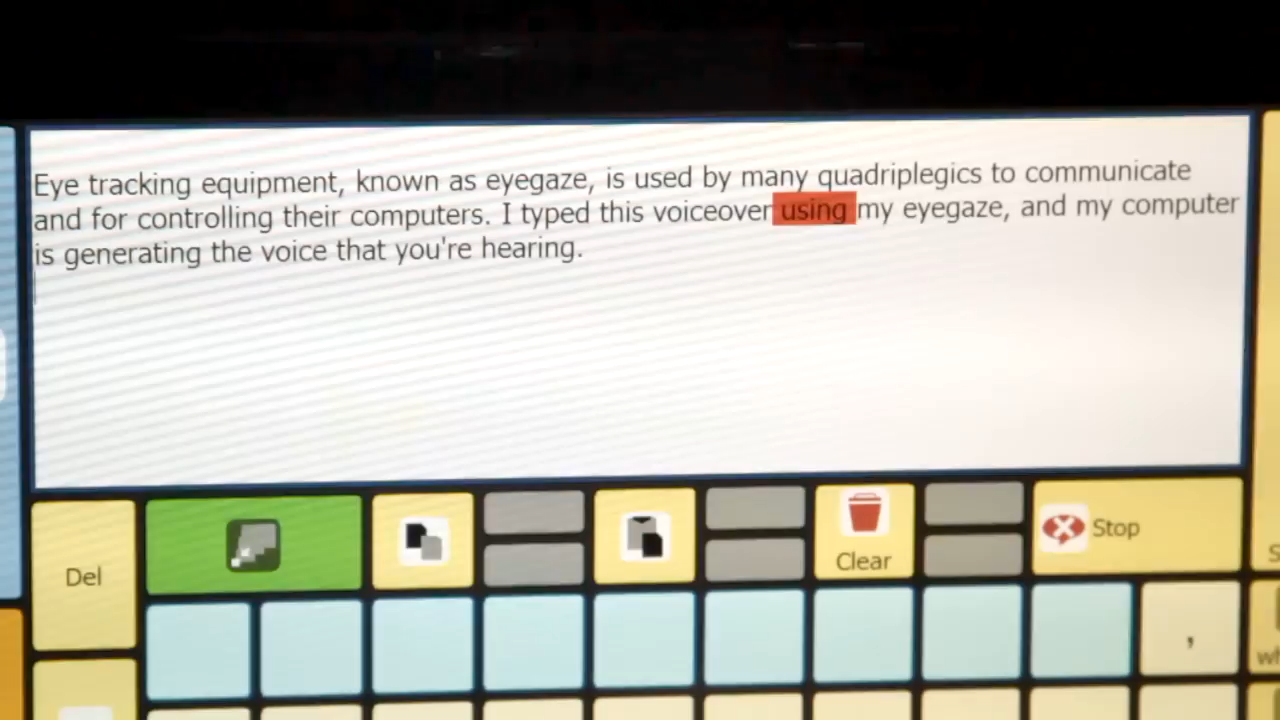 Eye tracking equipment, known as eyegaze, is used by many quadriplegics to communicate
and for controlling their computers. I typed this voiceover using my eyegaze, and my computer
is generating the voice that you're hearing.
Del
Clear
Stop
,